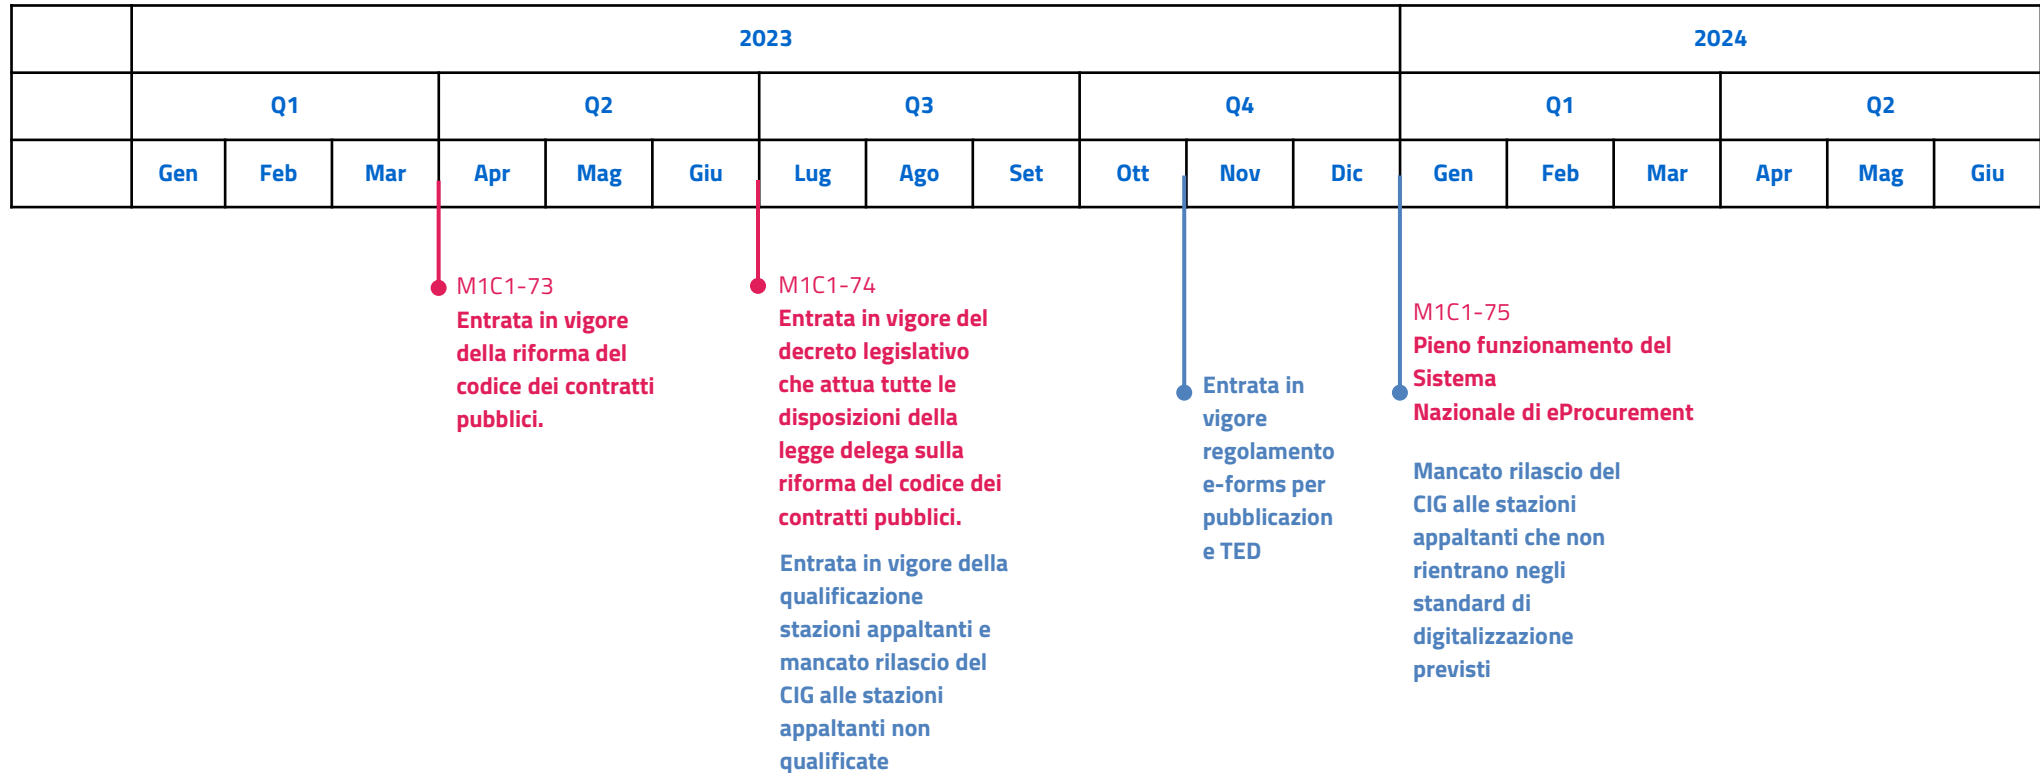 2023 2024
Q1 Q2 Q3 Q4 Q1 Q2
Gen Feb Mar Apr Mag Giu Lug Ago Set Ott Nov Dic Gen Feb Mar Apr Mag Giu
M1C1-73
Entrata in vigore
della riforma del
codice dei contratti
pubblici.
M1C1-74
Entrata in vigore del
decreto legislativo
che attua tutte le
disposizioni della
legge delega sulla
riforma del codice dei
contratti pubblici.
Entrata in vigore della
qualificazione
stazioni appaltanti e
mancato rilascio del
CIG alle stazioni
appaltanti non
qualificate
Entrata in
vigore
regolamento
e-forms per
pubblicazion
e TED
M1C1-75
Pieno funzionamento del
Sistema
Nazionale di eProcurement
Mancato rilascio del
CIG alle stazioni
appaltanti che non
rientrano negli
standard di
digitalizzazione
previsti